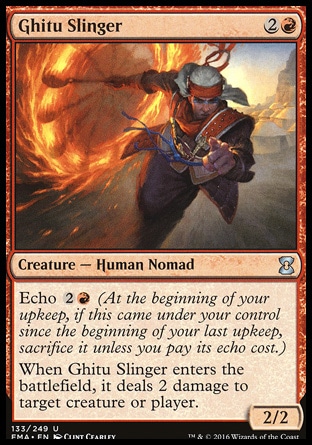 Ghitu Slinger 2
Creature — Human Nomad
Echo 2 (At the beginning of your
upkeep, if this came under your control
since the beginning of your last upkeep,
sacrifice it unless you pay its echo cost.)
When Ghitu Slinger enters the
battlefield, it deals 2 damage to
target creature or player.
2/2
133/249 U
EMA • EN Clint Cearley ™ & © 2016 Wizards of the Coast